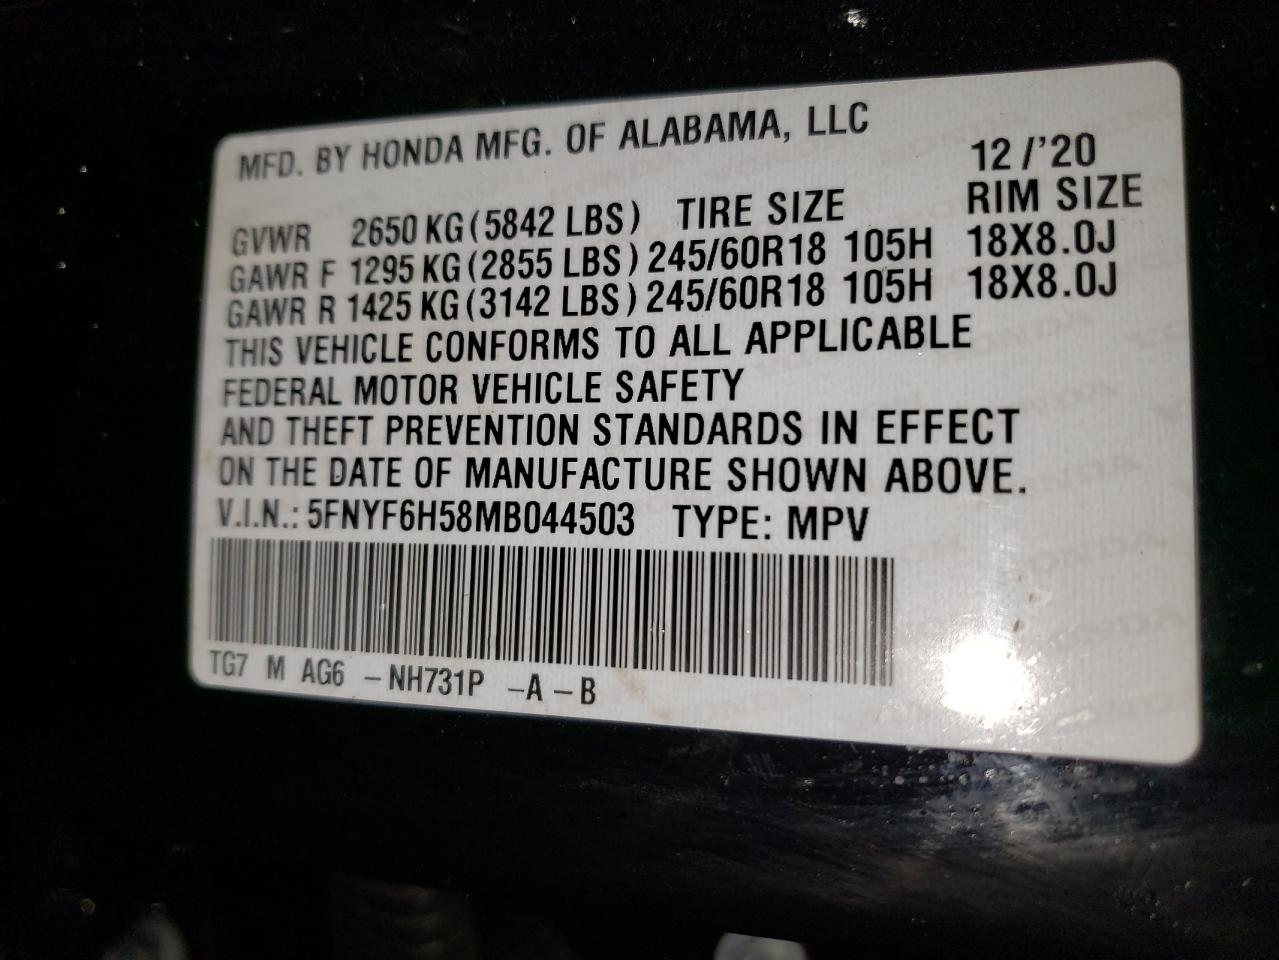 MFD. BY HONDA MFG. OF ALABAMA, LLC
12 /'20
GVWR 2650 KG (5842 LBS) TIRE SIZE RIM SIZE
GAWR F 1295 KG (2855 LBS) 245/60R18 105H 18X8.0J
GAWR R 1425 KG (3142 LBS) 245/60R18 105H 18X8.0J
THIS VEHICLE CONFORMS TO ALL APPLICABLE
FEDERAL MOTOR VEHICLE SAFETY
AND THEFT PREVENTION STANDARDS IN EFFECT
ON THE DATE OF MANUFACTURE SHOWN ABOVE.
V.I.N.: 5FNYF6H58MB044503 TYPE: MPV
TG7 M AG6 - NH731P - A - B